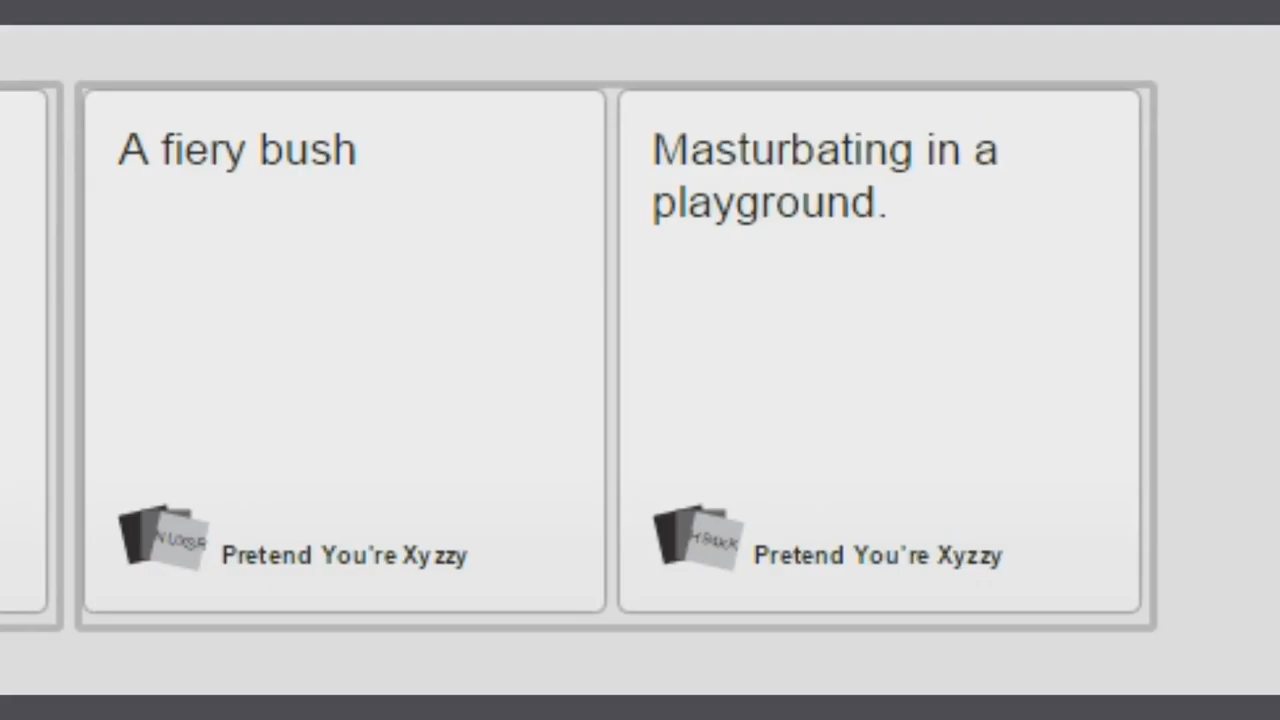 A fiery bush
Masturbating in a
playground.
Pretend You're Xyzzy
Pretend You're Xyzzy